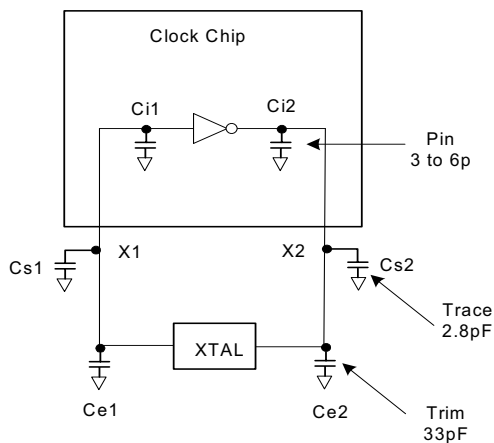 Clock Chip
Ci1
Ci2
Pin
3 to 6p
X1
X2
Cs1
Cs2
Trace
2.8pF
XTAL
Ce1
Ce2
Trim
33pF